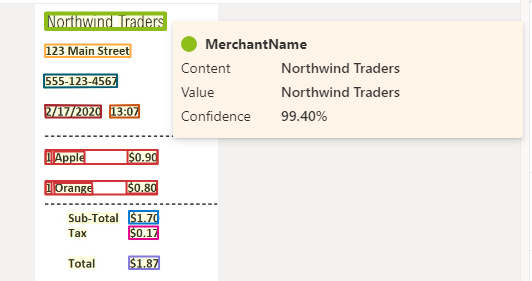 Northwind Traders
123 Main Street
555-123-4567
2/17/2020 13:07
1 Apple $0.90
1 Orange $0.80
Sub-Total $1.70
Tax $0.17
Total $1.87
MerchantName
Content Northwind Traders
Value Northwind Traders
Confidence 99.40%